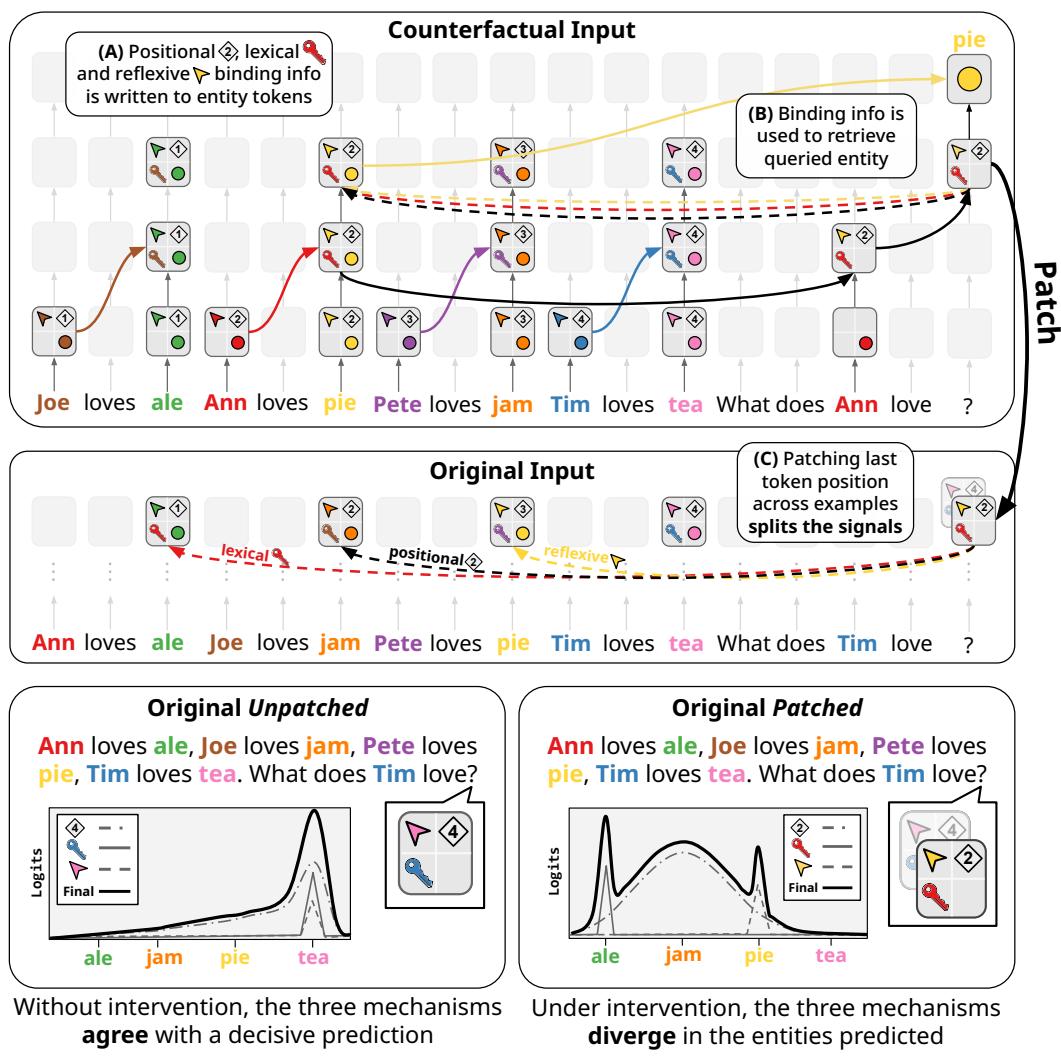 Counterfactual Input
(A) Positional 2, lexical
and reflexive binding info
is written to entity tokens
pie
(B) Binding info is
used to retrieve
queried entity
1 2 3 4 2
1 2 3 4 2
1 1 2 2 3 3 4 4
Joe loves ale Ann loves pie Pete loves jam Tim loves tea What does Ann love ?
Patch
Original Input
(C) Patching last
token position
across examples
splits the signals
4
1 2 3 4 2
lexical positional 2 reflexive
Ann loves ale Joe loves jam Pete loves pie Tim loves tea What does Tim love ?
Original Unpatched
Ann loves ale, Joe loves jam, Pete loves
pie, Tim loves tea. What does Tim love?
4
Final
Logits
ale jam pie tea
4
Without intervention, the three mechanisms
agree with a decisive prediction
Original Patched
Ann loves ale, Joe loves jam, Pete loves
pie, Tim loves tea. What does Tim love?
2
Final
Logits
ale jam pie tea
4
2
Under intervention, the three mechanisms
diverge in the entities predicted